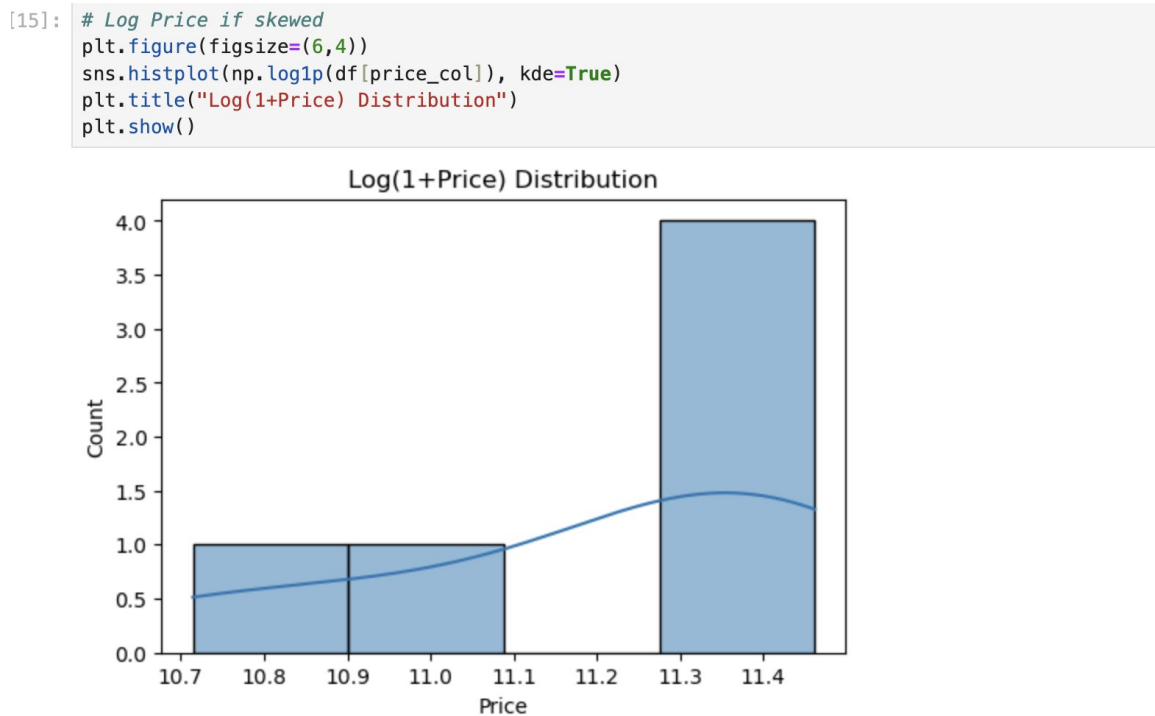 [15]: # Log Price if skewed
plt.figure(figsize=(6,4))
sns.histplot(np.log1p(df[price_col]), kde=True)
plt.title("Log(1+Price) Distribution")
plt.show()
Log(1+Price) Distribution
4.0
3.5
3.0
2.5
2.0
1.5
1.0
0.5
0.0
Count
10.7 10.8 10.9 11.0 11.1 11.2 11.3 11.4
Price